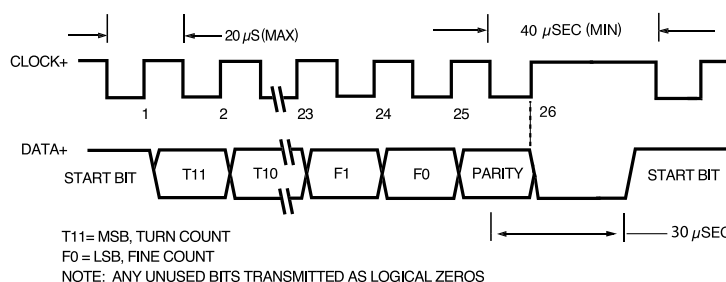 20 µS (MAX)
40 µSEC (MIN)
CLOCK+
1 2 23 24 25 26
DATA+
START BIT T11 T10 F1 F0 PARITY START BIT
30 µSEC
T11= MSB, TURN COUNT
F0 = LSB, FINE COUNT
NOTE: ANY UNUSED BITS TRANSMITTED AS LOGICAL ZEROS